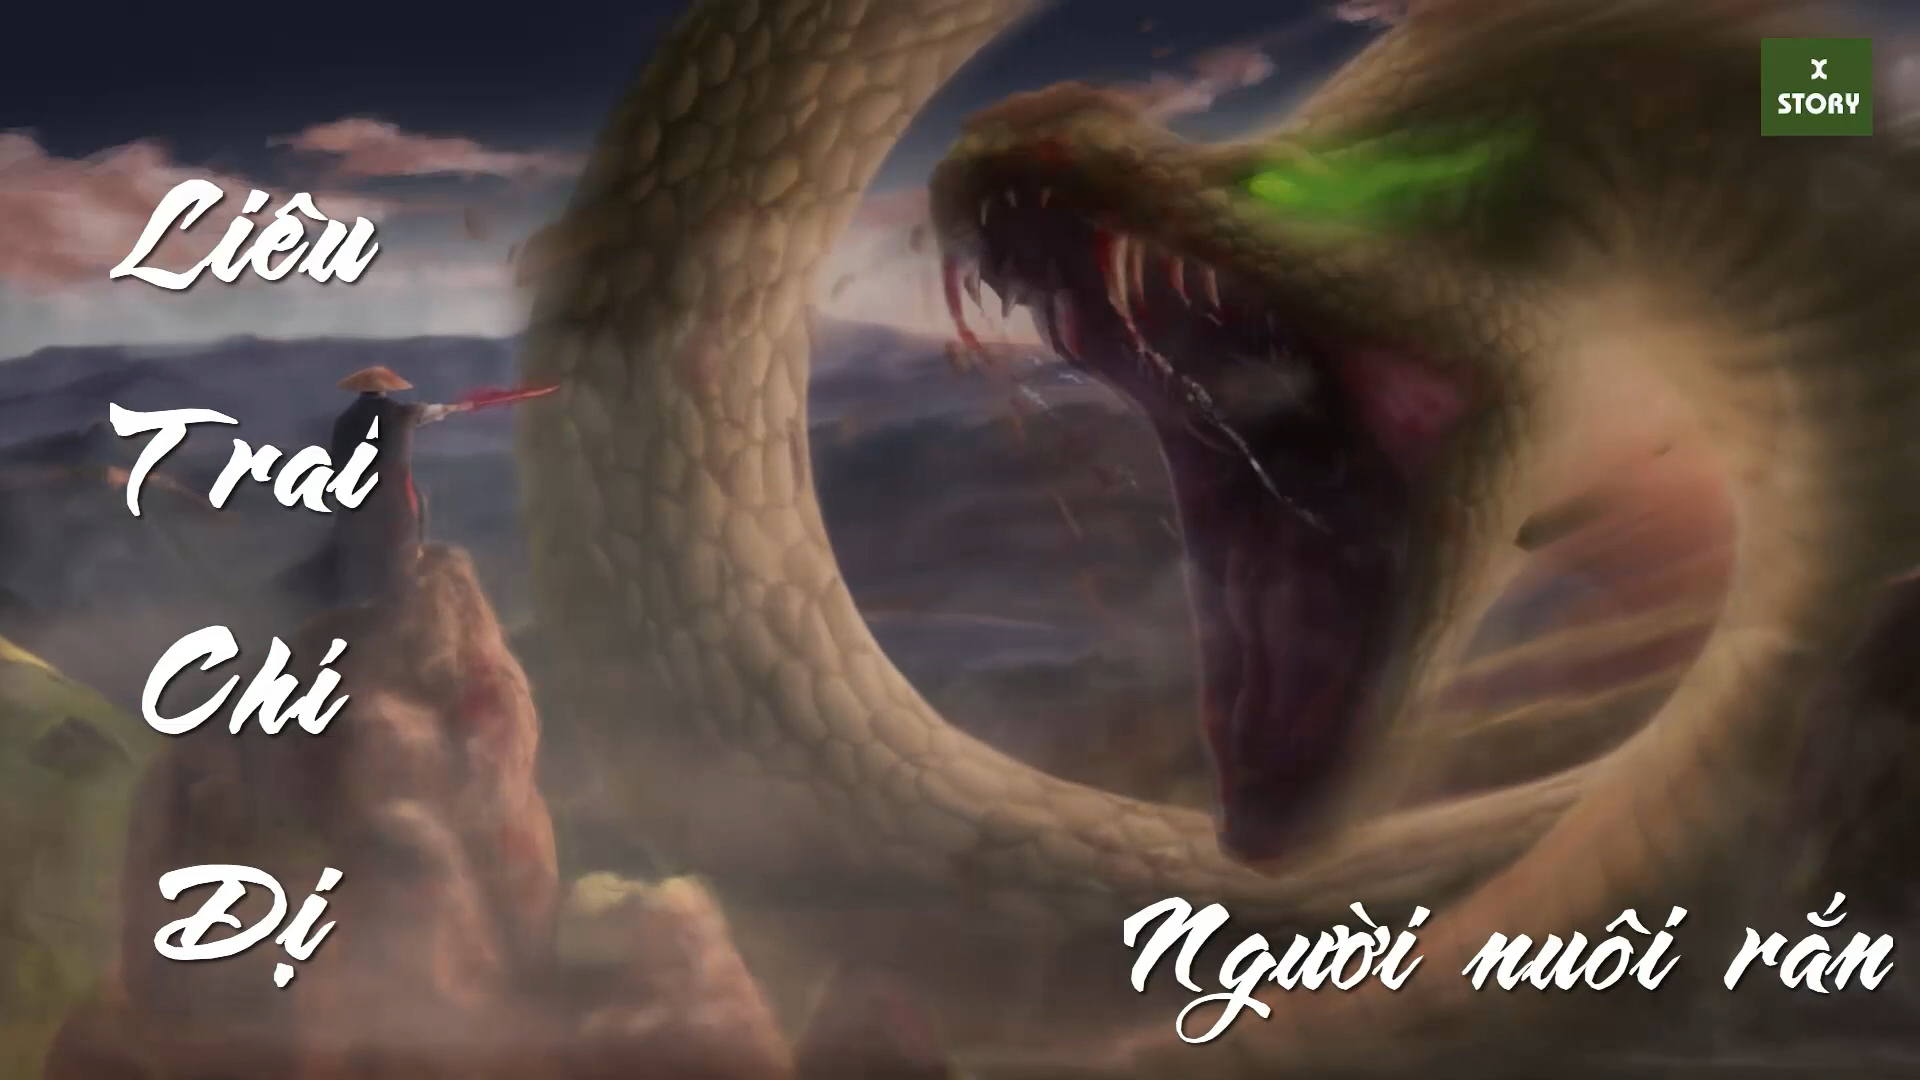 X
STORY
Liêu
Trai
Chí
Dị
Người nuôi rắn